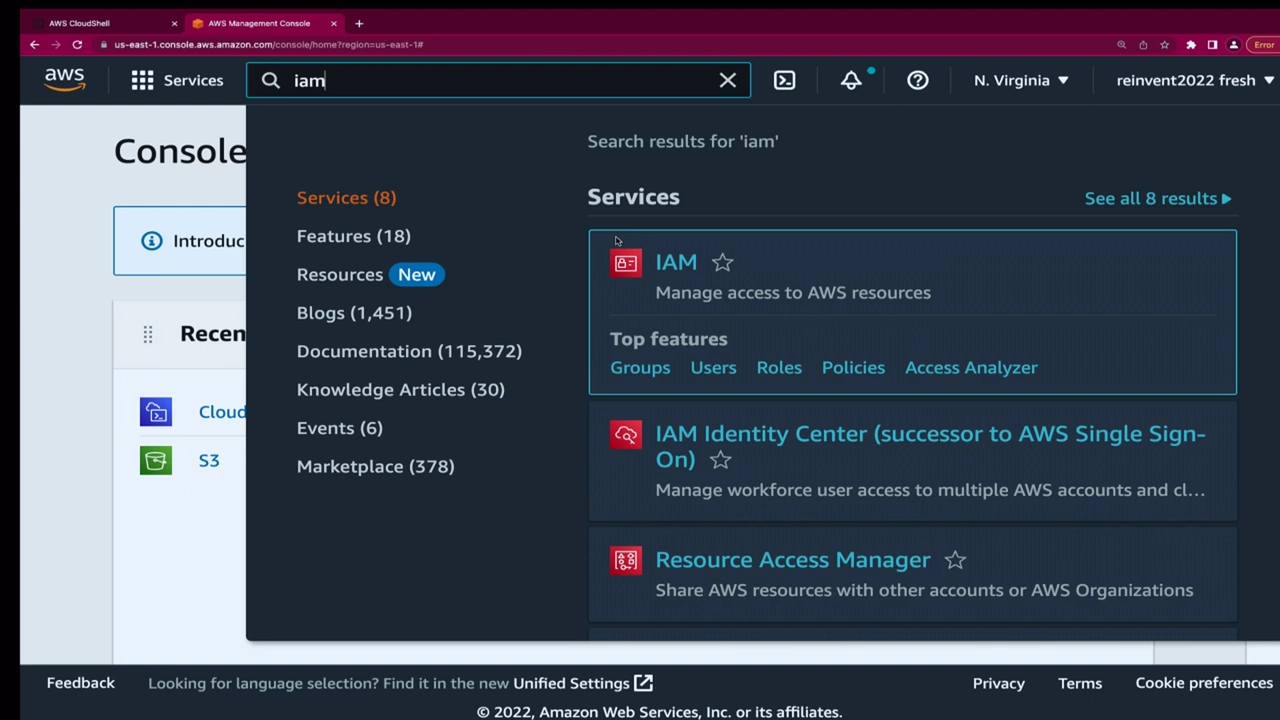 AWS CloudShell
AWS Management Console
us-east-1.console.aws.amazon.com/console/home?region=us-east-1#
Error
aws
Services
iam
N. Virginia
reinvent2022 fresh
Console
Introduc
Recen
Cloud
S3
Search results for 'iam'
Services (8)
Features (18)
Resources New
Blogs (1,451)
Documentation (115,372)
Knowledge Articles (30)
Events (6)
Marketplace (378)
Services
See all 8 results
IAM
Manage access to AWS resources
Top features
Groups Users Roles Policies Access Analyzer
IAM Identity Center (successor to AWS Single Sign-
On)
Manage workforce user access to multiple AWS accounts and cl...
Resource Access Manager
Share AWS resources with other accounts or AWS Organizations
Feedback
Looking for language selection? Find it in the new Unified Settings
Privacy
Terms
Cookie preferences
© 2022, Amazon Web Services, Inc. or its affiliates.